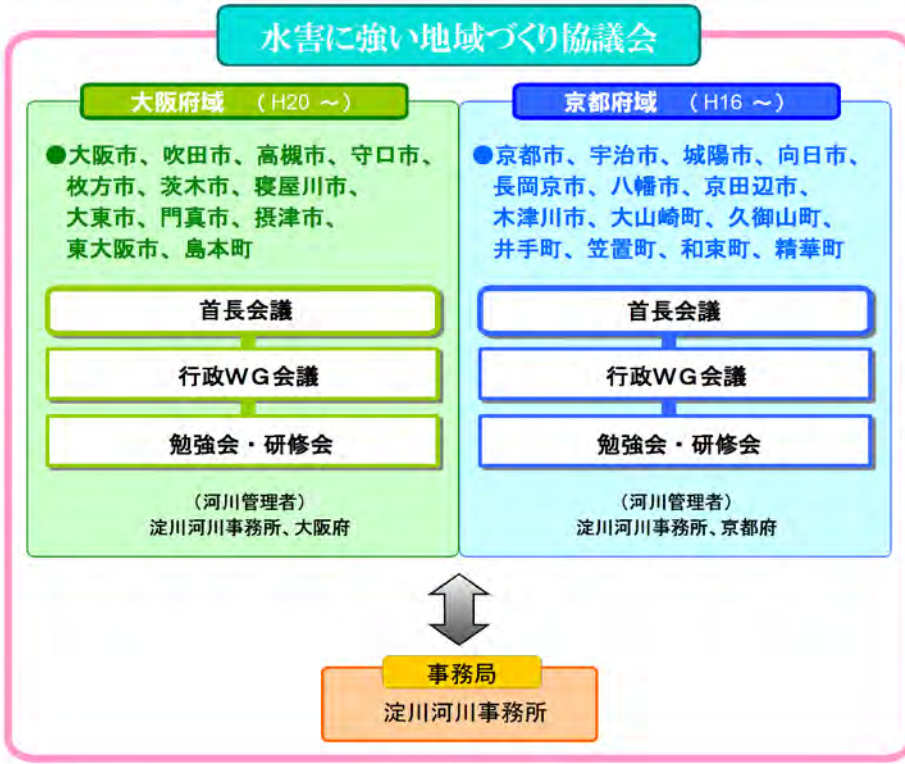 水害に強い地域づくり協議会
大阪府域 （H20 ～）
●大阪市、吹田市、高槻市、守口市、
枚方市、茨木市、寝屋川市、
大東市、門真市、摂津市、
東大阪市、島本町
首長会議
行政WG会議
勉強会・研修会
（河川管理者）
淀川河川事務所、大阪府
京都府域 （H16 ～）
●京都市、宇治市、城陽市、向日市、
長岡京市、八幡市、京田辺市、
木津川市、大山崎町、久御山町、
井手町、笠置町、和束町、精華町
首長会議
行政WG会議
勉強会・研修会
（河川管理者）
淀川河川事務所、京都府
事務局
淀川河川事務所